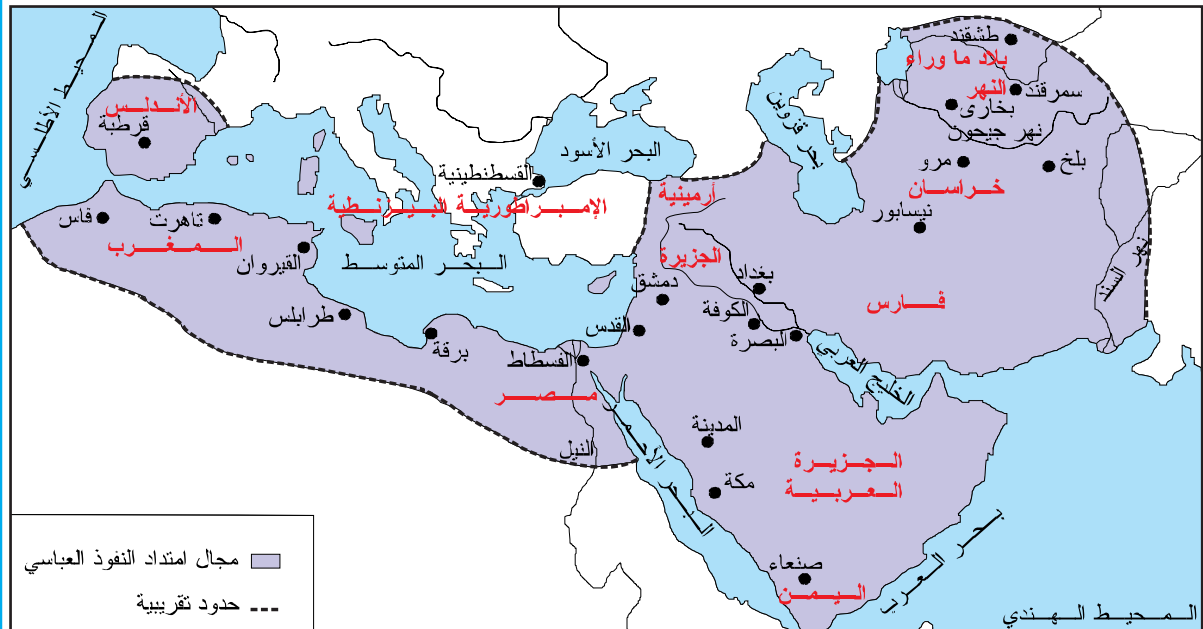 المحيط الأطلسي
الأندلس
قرطبة
فاس
تاهرت
المغرب
القيروان
طرابلس
برقة
البحر المتوسط
الإمبراطورية البيزنطية
القسطنطينية
البحر الأسود
بحر قزوين
طشقند
بلاد ما وراء
النهر
سمرقند
بخارى
نهر جيحون
مرو
بلخ
خراسان
نيسابور
نهر السند
فارس
أرمينية
الجزيرة
بغداد
دمشق
الكوفة
البصرة
القدس
الفسطاط
مصر
النيل
البحر الأحمر
الخليج العربي
المدينة
مكة
الجزيرة
العربية
صنعاء
اليمن
بحر العرب
المحيط الهندي
مجال امتداد النفوذ العباسي
حدود تقريبية